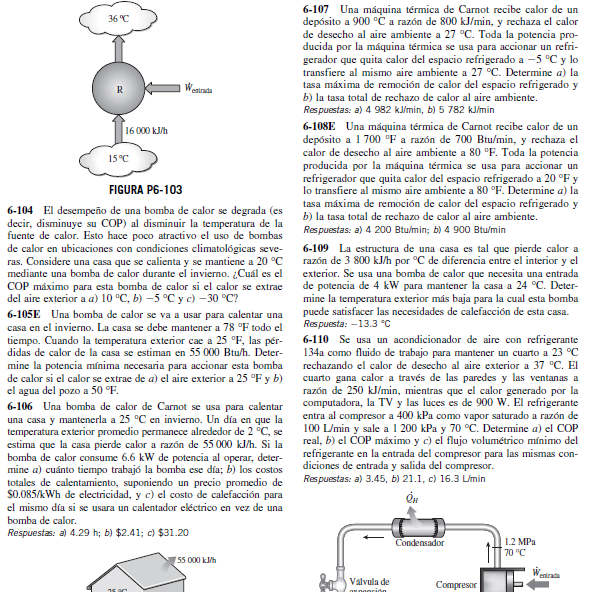 36 °C
R
Ẇentrada
16 000 kJ/h
15 °C
FIGURA P6-103
6-104 El desempeño de una bomba de calor se degrada (es
decir, disminuye su COP) al disminuir la temperatura de la
fuente de calor. Esto hace poco atractivo el uso de bombas
de calor en ubicaciones con condiciones climatológicas seve-
ras. Considere una casa que se calienta y se mantiene a 20 °C
mediante una bomba de calor durante el invierno. ¿Cuál es el
COP máximo para esta bomba de calor si el calor se extrae
del aire exterior a a) 10 °C, b) −5 °C y c) −30 °C?
6-105E Una bomba de calor se va a usar para calentar una
casa en el invierno. La casa se debe mantener a 78 °F todo el
tiempo. Cuando la temperatura exterior cae a 25 °F, las pér-
didas de calor de la casa se estiman en 55 000 Btu/h. Deter-
mine la potencia mínima necesaria para accionar esta bomba
de calor si el calor se extrae de a) el aire exterior a 25 °F y b)
el agua del pozo a 50 °F.
6-106 Una bomba de calor de Carnot se usa para calentar
una casa y mantenerla a 25 °C en invierno. Un día en que la
temperatura exterior promedio permanece alrededor de 2 °C, se
estima que la casa pierde calor a razón de 55 000 kJ/h. Si la
bomba de calor consume 6.6 kW de potencia al operar, deter-
mine a) cuánto tiempo trabajó la bomba ese día; b) los costos
totales de calentamiento, suponiendo un precio promedio de
$0.085/kWh de electricidad, y c) el costo de calefacción para
el mismo día si se usara un calentador eléctrico en vez de una
bomba de calor.
Respuestas: a) 4.29 h; b) $2.41; c) $31.20
55 000 kJ/h
25 °C
6-107 Una máquina térmica de Carnot recibe calor de un
depósito a 900 °C a razón de 800 kJ/min, y rechaza el calor
de desecho al aire ambiente a 27 °C. Toda la potencia pro-
ducida por la máquina térmica se usa para accionar un refri-
gerador que quita calor del espacio refrigerado a −5 °C y lo
transfiere al mismo aire ambiente a 27 °C. Determine a) la
tasa máxima de remoción de calor del espacio refrigerado y
b) la tasa total de rechazo de calor al aire ambiente.
Respuestas: a) 4 982 kJ/min, b) 5 782 kJ/min
6-108E Una máquina térmica de Carnot recibe calor de un
depósito a 1 700 °F a razón de 700 Btu/min, y rechaza el
calor de desecho al aire ambiente a 80 °F. Toda la potencia
producida por la máquina térmica se usa para accionar un
refrigerador que quita calor del espacio refrigerado a 20 °F y
lo transfiere al mismo aire ambiente a 80 °F. Determine a) la
tasa máxima de remoción de calor del espacio refrigerado y
b) la tasa total de rechazo de calor al aire ambiente.
Respuestas: a) 4 200 Btu/min; b) 4 900 Btu/min
6-109 La estructura de una casa es tal que pierde calor a
razón de 3 800 kJ/h por °C de diferencia entre el interior y el
exterior. Se usa una bomba de calor que necesita una entrada
de potencia de 4 kW para mantener la casa a 24 °C. Deter-
mine la temperatura exterior más baja para la cual esta bomba
puede satisfacer las necesidades de calefacción de esta casa.
Respuesta: −13.3 °C
6-110 Se usa un acondicionador de aire con refrigerante
134a como fluido de trabajo para mantener un cuarto a 23 °C
rechazando el calor de desecho al aire exterior a 37 °C. El
cuarto gana calor a través de las paredes y las ventanas a
razón de 250 kJ/min, mientras que el calor generado por la
computadora, la TV y las luces es de 900 W. El refrigerante
entra al compresor a 400 kPa como vapor saturado a razón de
100 L/min y sale a 1 200 kPa y 70 °C. Determine a) el COP
real, b) el COP máximo y c) el flujo volumétrico mínimo del
refrigerante en la entrada del compresor para las mismas con-
diciones de entrada y salida del compresor.
Respuestas: a) 3.45, b) 21.1, c) 16.3 L/min
Q̇H
Condensador
1.2 MPa
70 °C
Ẇentrada
Válvula de
expansión
Compresor